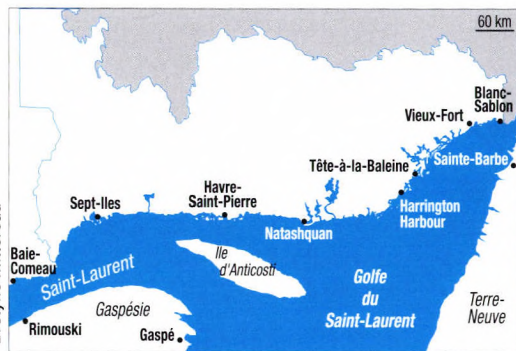 60 km
Blanc-
Sablon
Vieux-Fort
Sainte-Barbe
Tête-à-la-Baleine
Havre-
Saint-Pierre
Sept-Iles
Harrington
Harbour
Natashquan
Baie-
Comeau
Ile
d'Anticosti
Saint-Laurent
Golfe
du
Saint-Laurent
Terre-
Neuve
Gaspésie
Rimouski
Gaspé